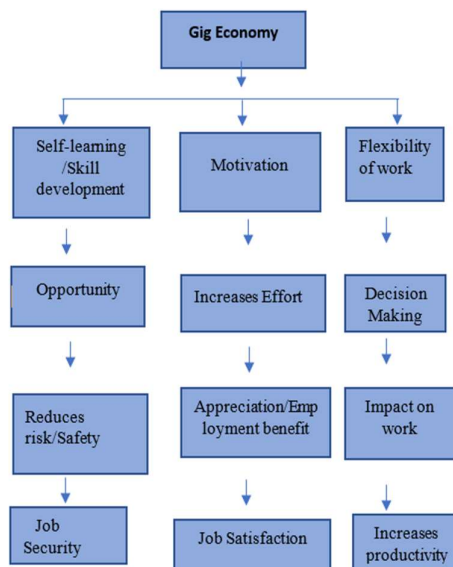 Gig Economy
Self-learning
/Skill
development
Motivation
Flexibility
of work
Opportunity
Increases Effort
Decision
Making
Reduces
risk/Safety
Appreciation/Emp
loyment benefit
Impact on
work
Job
Security
Job Satisfaction
Increases
productivity